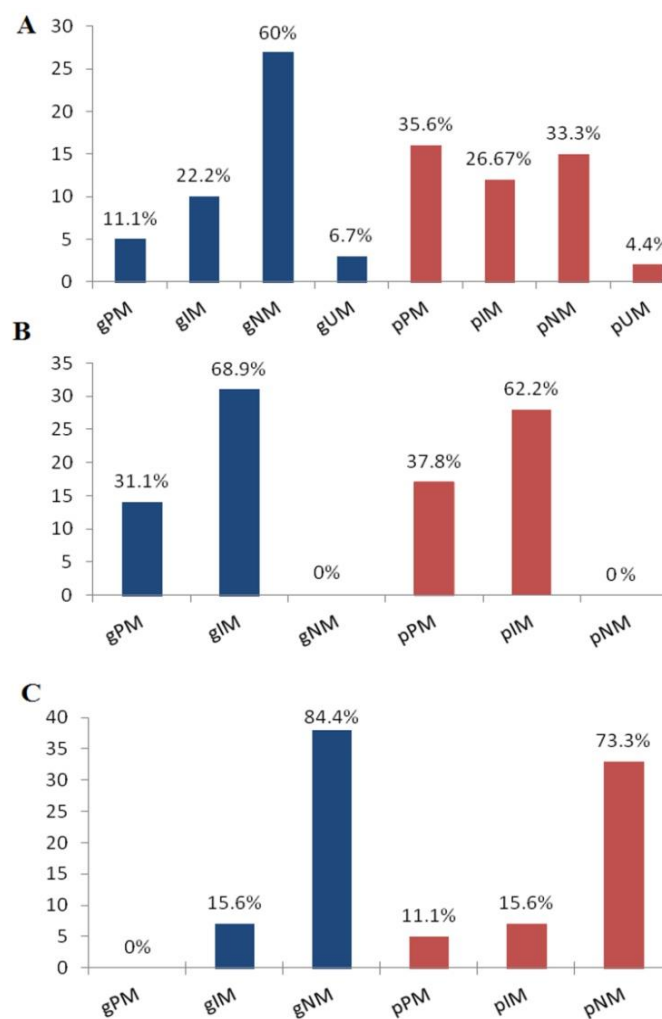 A
30
25
20
15
10
5
0
11.1%
22.2%
60%
6.7%
35.6%
26.67%
33.3%
4.4%
gPM
gIM
gNM
gUM
pPM
pIM
pNM
pUM
B
35
30
25
20
15
10
5
0
31.1%
68.9%
0%
37.8%
62.2%
0 %
gPM
gIM
gNM
pPM
pIM
pNM
C
40
35
30
25
20
15
10
5
0
0%
15.6%
84.4%
11.1%
15.6%
73.3%
gPM
gIM
gNM
pPM
pIM
pNM